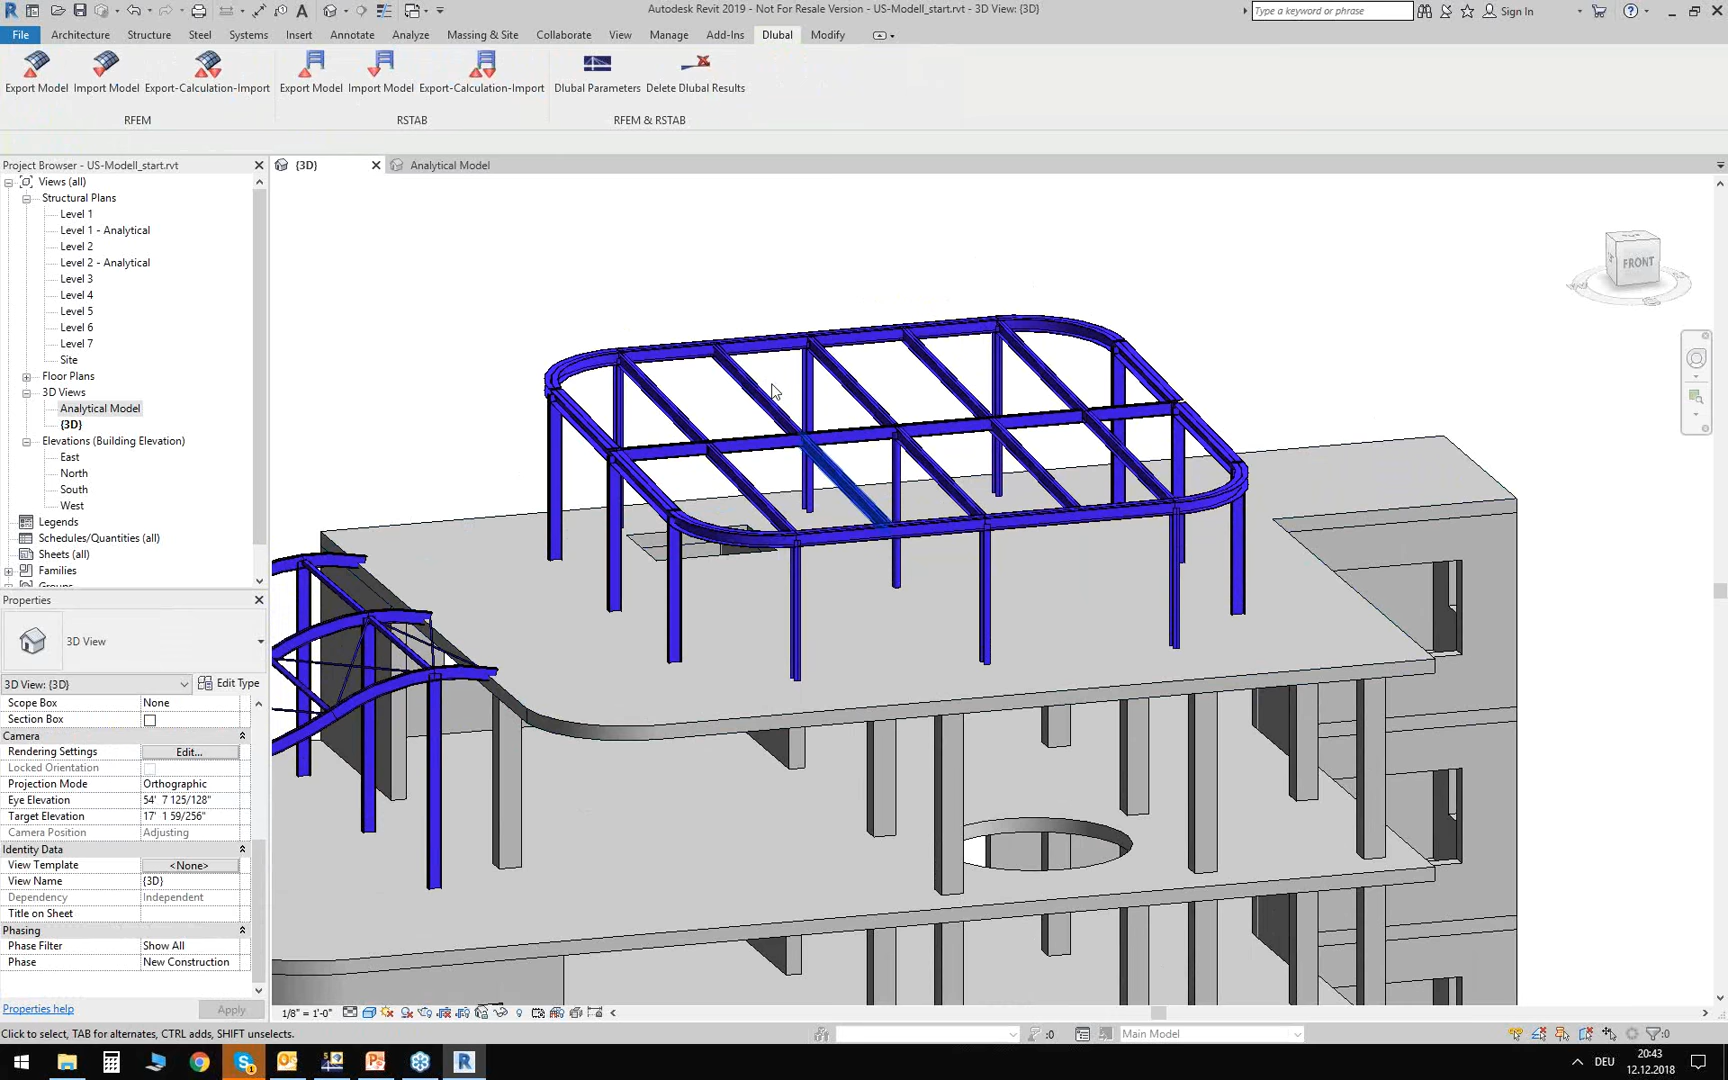 Autodesk Revit 2019 - Not For Resale Version - US-Modell_start.rvt - 3D View: {3D}
Type a keyword or phrase
Sign In
File Architecture Structure Steel Systems Insert Annotate Analyze Massing & Site Collaborate View Manage Add-Ins Dlubal Modify
Export Model Import Model Export-Calculation-Import Export Model Import Model Export-Calculation-Import Dlubal Parameters Delete Dlubal Results
RFEM RSTAB RFEM & RSTAB
Project Browser - US-Modell_start.rvt
{3D}
Analytical Model
Views (all)
Structural Plans
Level 1
Level 1 - Analytical
Level 2
Level 2 - Analytical
Level 3
Level 4
Level 5
Level 6
Level 7
Site
Floor Plans
3D Views
Analytical Model
{3D}
Elevations (Building Elevation)
East
North
South
West
Legends
Schedules/Quantities (all)
Sheets (all)
Families
Groups
FRONT
Properties
3D View
3D View: {3D}
Edit Type
Scope Box None
Section Box
Camera
Rendering Settings Edit...
Locked Orientation
Projection Mode Orthographic
Eye Elevation 54' 7 125/128"
Target Elevation 17' 1 59/256"
Camera Position Adjusting
Identity Data
View Template <None>
View Name {3D}
Dependency Independent
Title on Sheet
Phasing
Phase Filter Show All
Phase New Construction
Properties help
Apply
1/8" = 1'-0"
Click to select, TAB for alternates, CTRL adds, SHIFT unselects.
:0
Main Model
:0
DEU
20:43
12.12.2018